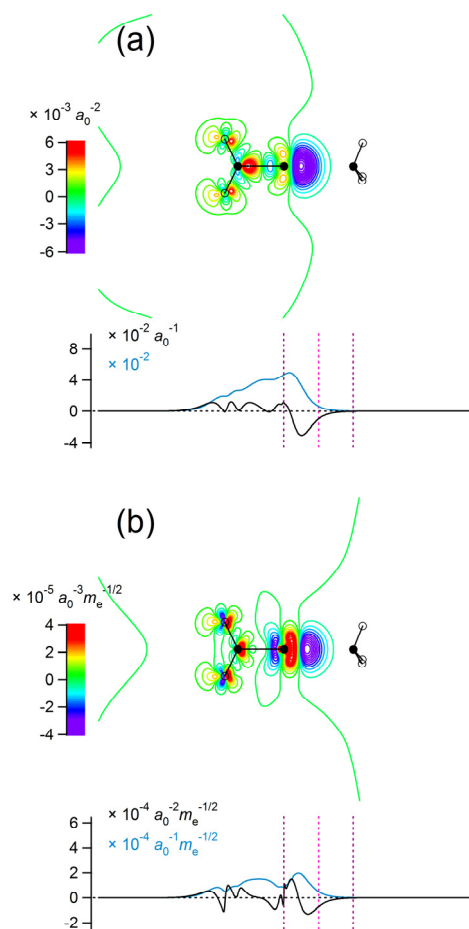 (a)
× 10⁻³ a₀⁻²
6
3
0
-3
-6
× 10⁻² a₀⁻¹
× 10⁻²
8
4
0
-4
(b)
× 10⁻⁵ a₀⁻³ mₑ⁻¹/²
4
2
0
-2
-4
× 10⁻⁴ a₀⁻² mₑ⁻¹/²
× 10⁻⁴ a₀⁻¹ mₑ⁻¹/²
6
4
2
0
-2